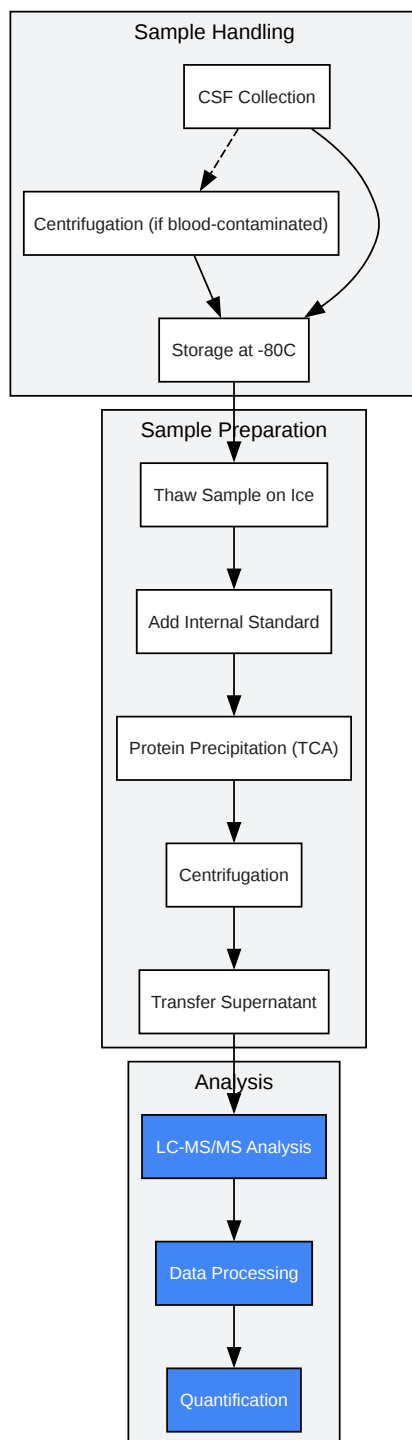 Sample Handling
CSF Collection
Centrifugation (if blood-contaminated)
Storage at -80C
Sample Preparation
Thaw Sample on Ice
Add Internal Standard
Protein Precipitation (TCA)
Centrifugation
Transfer Supernatant
Analysis
LC-MS/MS Analysis
Data Processing
Quantification